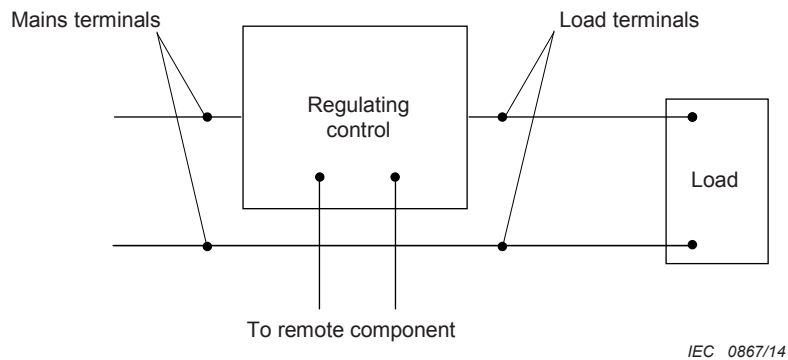 Mains terminals
Load terminals
Regulating
control
Load
To remote component
IEC 0867/14